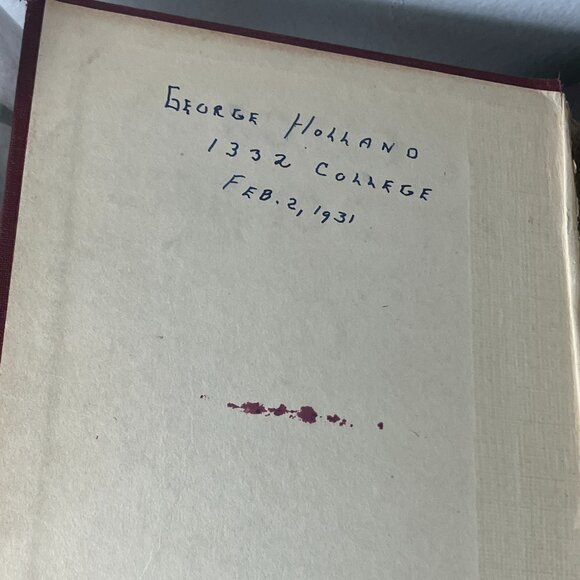 GEORGE HOLLAND
1332 COLLEGE
FEB. 2, 1931